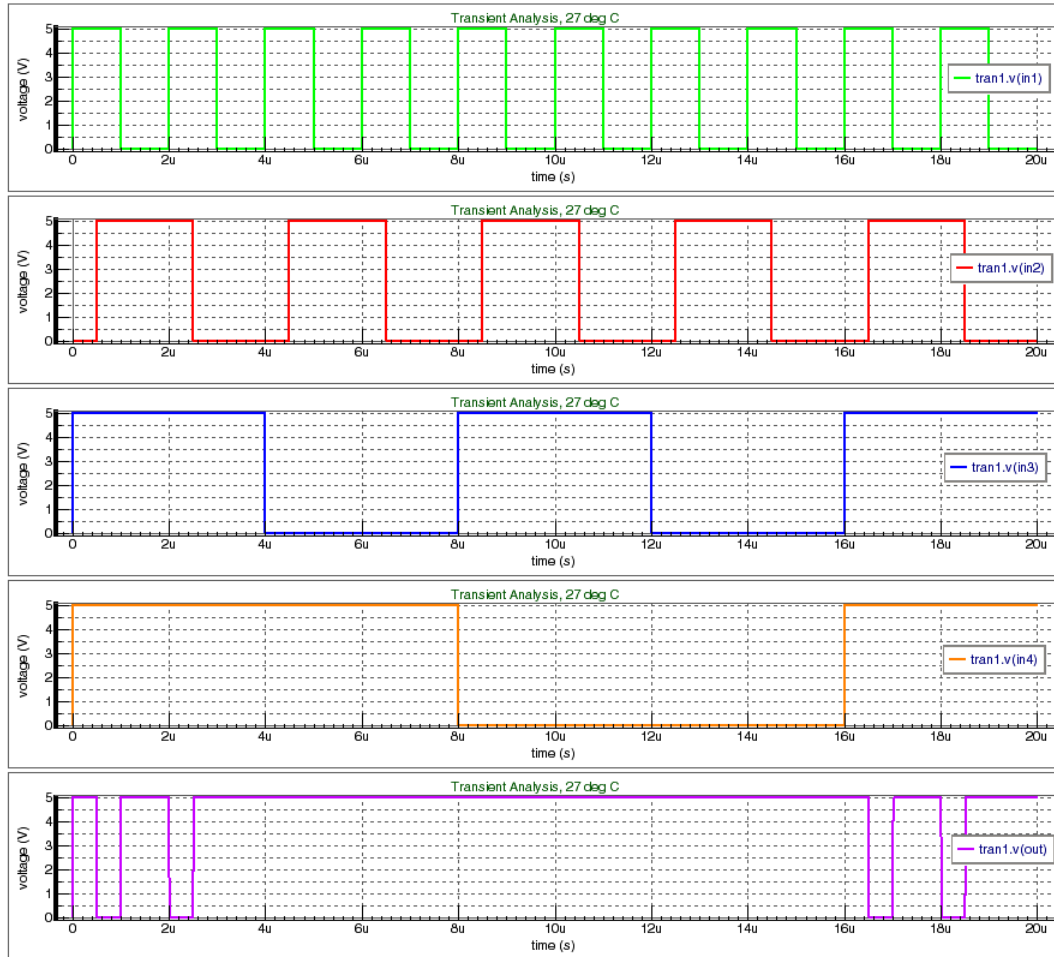 Transient Analysis, 27 deg C
voltage (V)
5
4
3
2
1
0
tran1.v(in1)
0 2u 4u 6u 8u 10u 12u 14u 16u 18u 20u
time (s)
Transient Analysis, 27 deg C
voltage (V)
5
4
3
2
1
0
tran1.v(in2)
0 2u 4u 6u 8u 10u 12u 14u 16u 18u 20u
time (s)
Transient Analysis, 27 deg C
voltage (V)
5
4
3
2
1
0
tran1.v(in3)
0 2u 4u 6u 8u 10u 12u 14u 16u 18u 20u
time (s)
Transient Analysis, 27 deg C
voltage (V)
5
4
3
2
1
0
tran1.v(in4)
0 2u 4u 6u 8u 10u 12u 14u 16u 18u 20u
time (s)
Transient Analysis, 27 deg C
voltage (V)
5
4
3
2
1
0
tran1.v(out)
0 2u 4u 6u 8u 10u 12u 14u 16u 18u 20u
time (s)